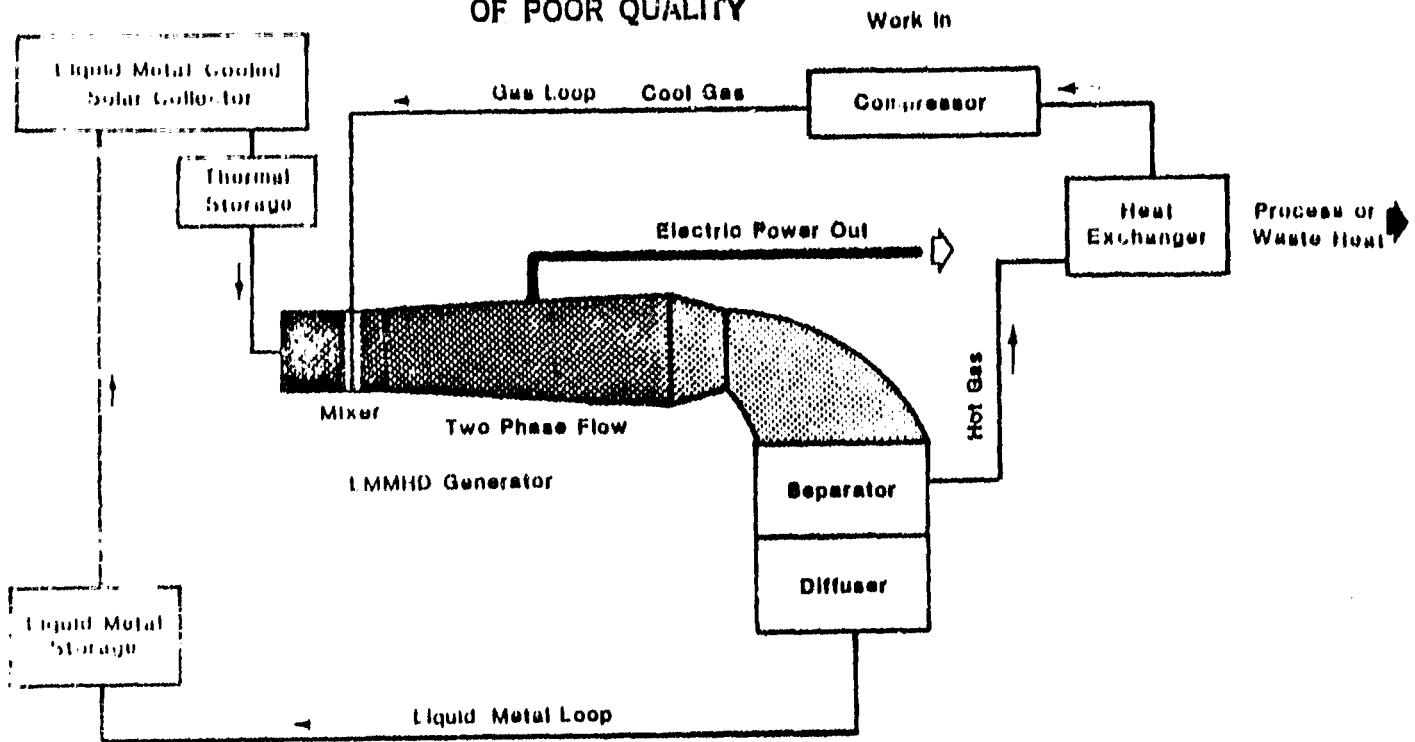 OF POOR QUALITY
Work In
Liquid Metal Cooled
Solar Collector
Gas Loop Cool Gas
Compressor
Thermal
Storage
Heat
Exchanger
Process or
Waste Heat
Electric Power Out
Mixer
Two Phase Flow
Hot Gas
LMMHD Generator
Separator
Diffuser
Liquid Metal
Storage
Liquid Metal Loop